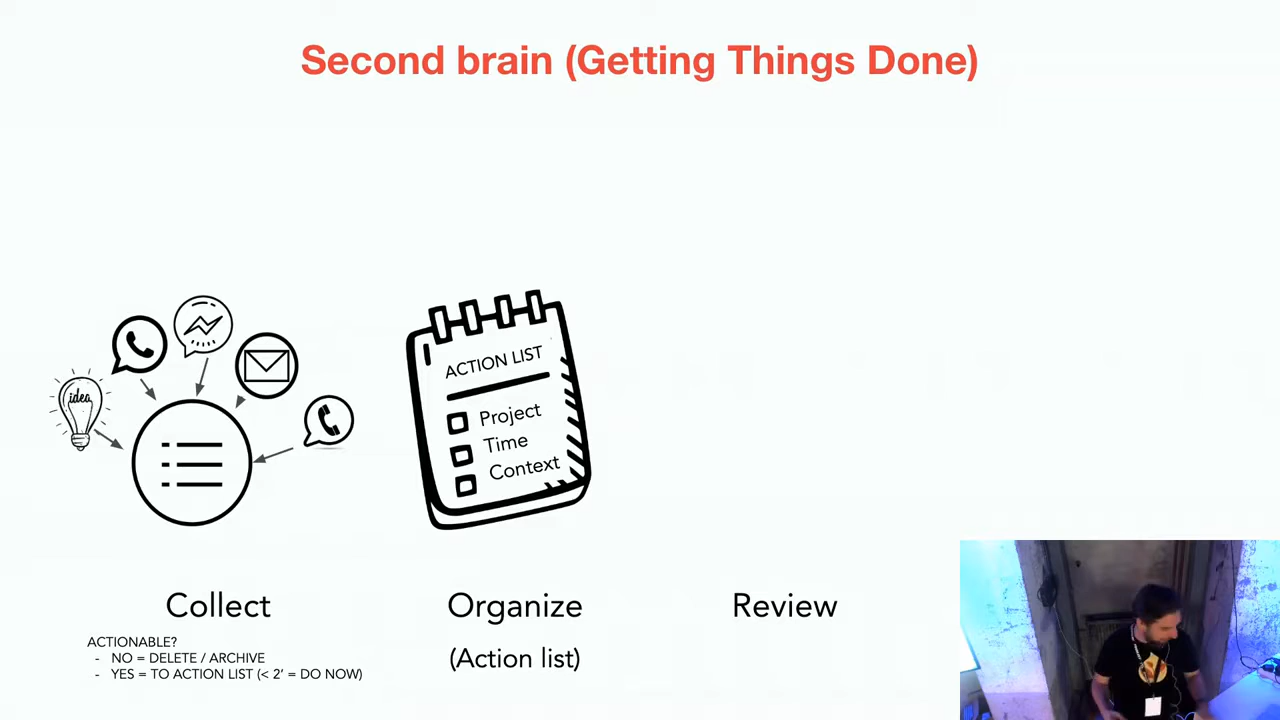 Second brain (Getting Things Done)
idea
ACTION LIST
Project
Time
Context
Collect
Organize
Review
ACTIONABLE?
- NO = DELETE / ARCHIVE
- YES = TO ACTION LIST (< 2' = DO NOW)
(Action list)